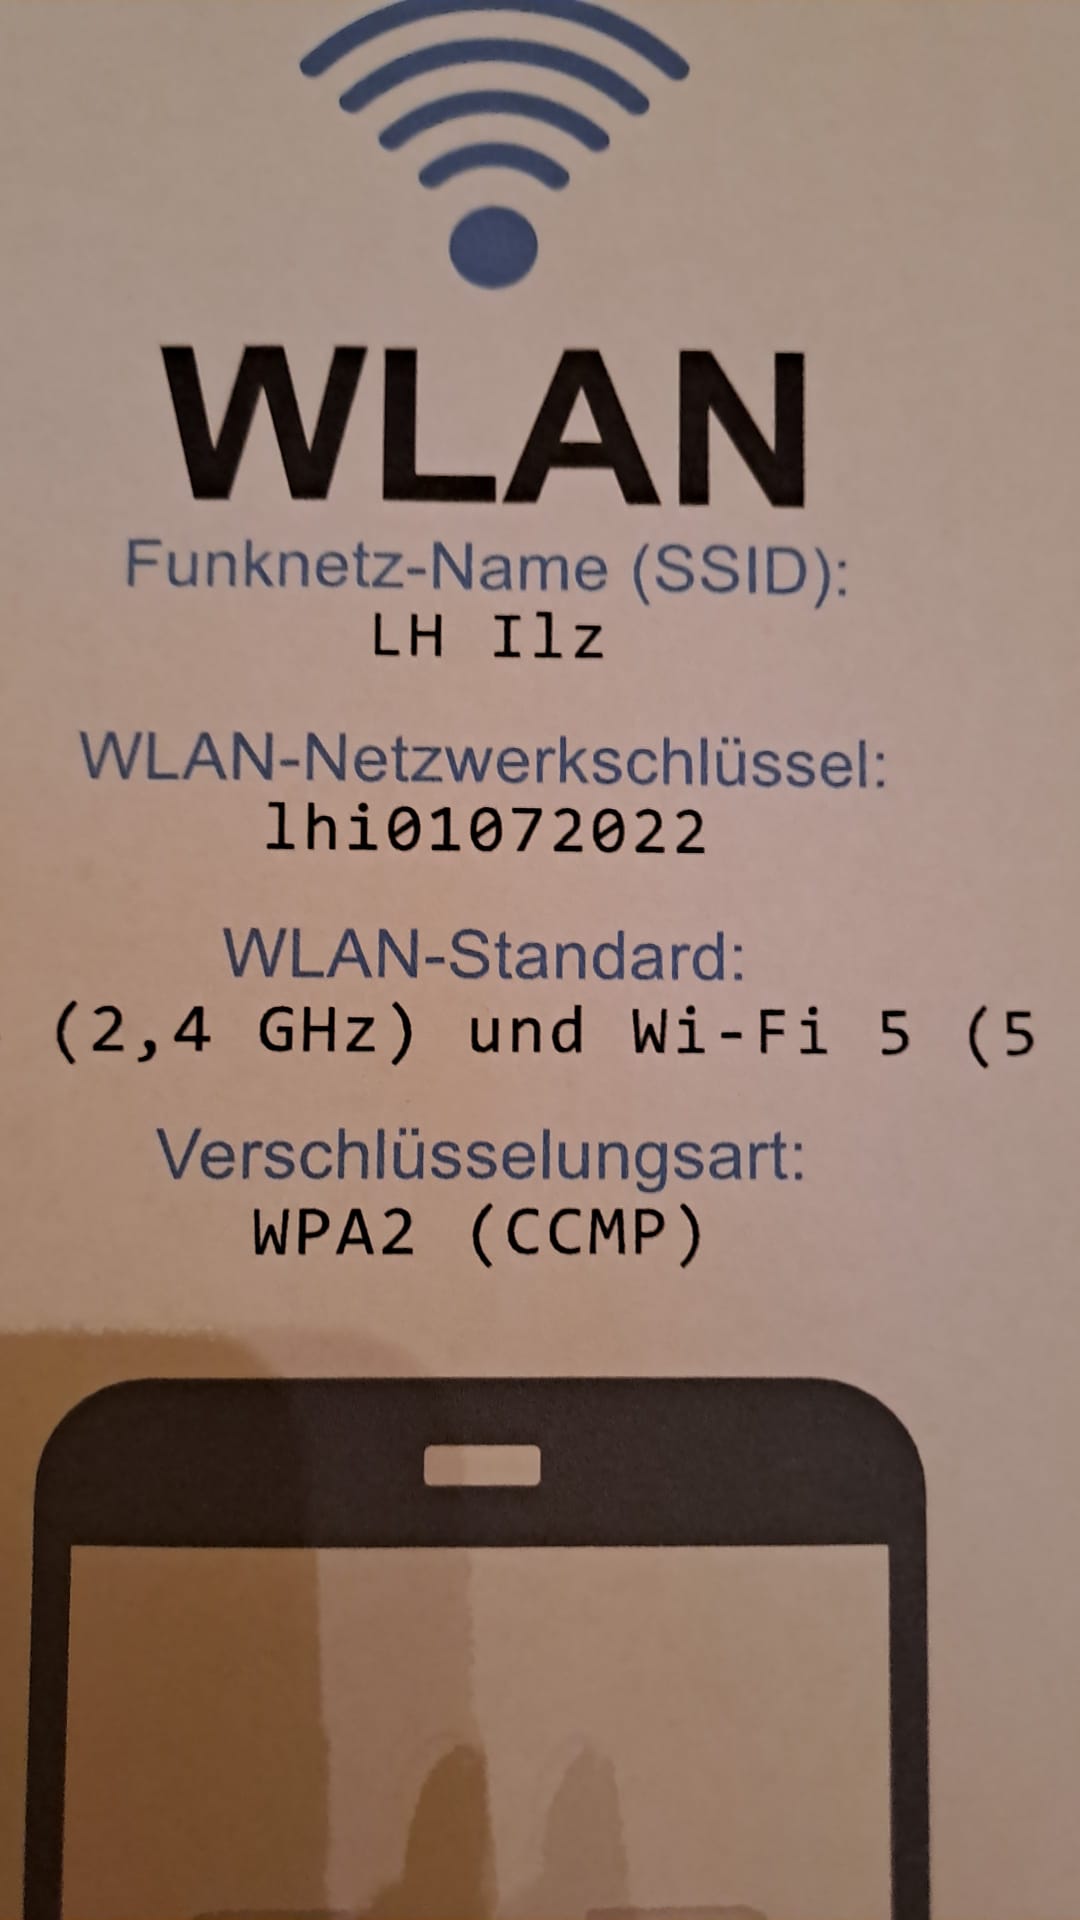 WLAN
Funknetz-Name (SSID):
LH Ilz
WLAN-Netzwerkschlüssel:
lhi01072022
WLAN-Standard:
(2,4 GHz) und Wi-Fi 5 (5
Verschlüsselungsart:
WPA2 (CCMP)